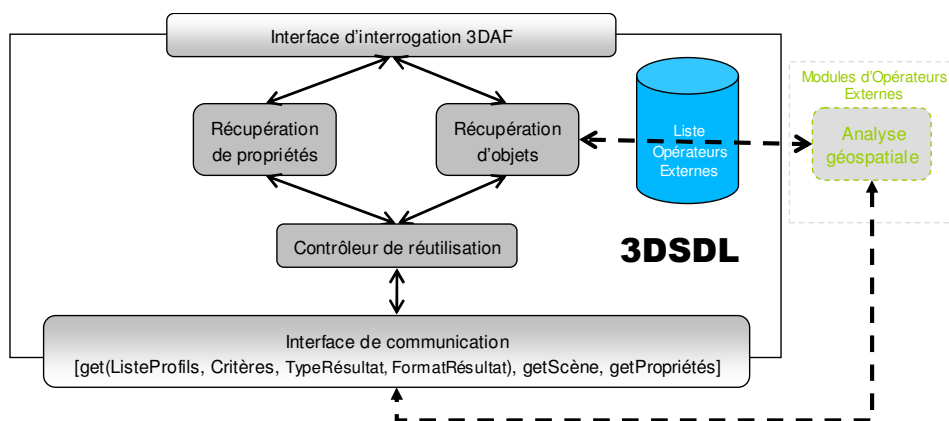 Interface d'interrogation 3DAF
Modules d'Opérateurs
Externes
Récupération
de propriétés
Récupération
d'objets
Liste
Opérateurs
Externes
Analyse
géospatiale
Contrôleur de réutilisation
3DSDL
Interface de communication
[get(ListeProfils, Critères, TypeRésultat, FormatRésultat), getScène, getPropriétés]